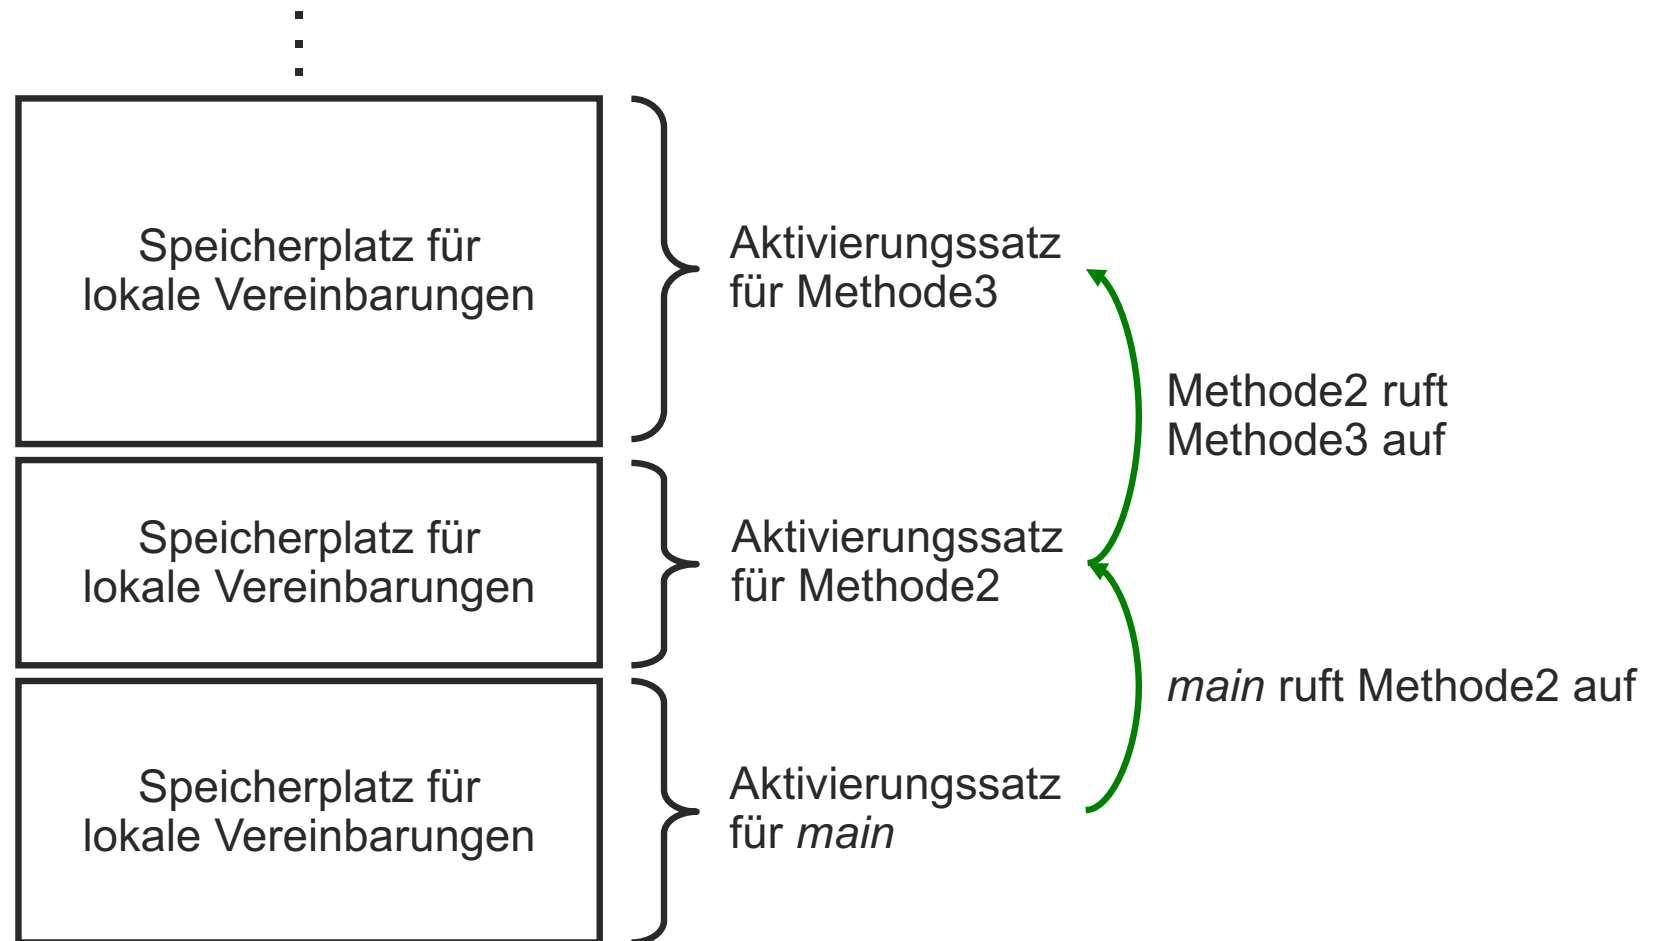 Speicherplatz für
lokale Vereinbarungen
Aktivierungssatz
für Methode3
Methode2 ruft
Methode3 auf
Speicherplatz für
lokale Vereinbarungen
Aktivierungssatz
für Methode2
main ruft Methode2 auf
Speicherplatz für
lokale Vereinbarungen
Aktivierungssatz
für main